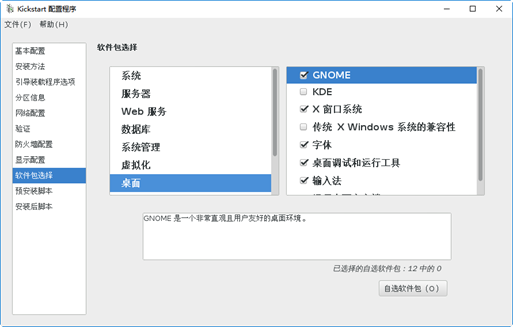 Kickstart 配置程序
文件(F) 帮助(H)
基本配置
安装方法
引导装载程序选项
分区信息
网络配置
验证
防火墙配置
显示配置
软件包选择
预安装脚本
安装后脚本
软件包选择
系统
服务器
Web 服务
数据库
系统管理
虚拟化
桌面
GNOME
KDE
X 窗口系统
传统 X Windows 系统的兼容性
字体
桌面调试和运行工具
输入法
GNOME 是一个非常直观且用户友好的桌面环境。
已选择的自选软件包：12 中的 0
自选软件包（O）